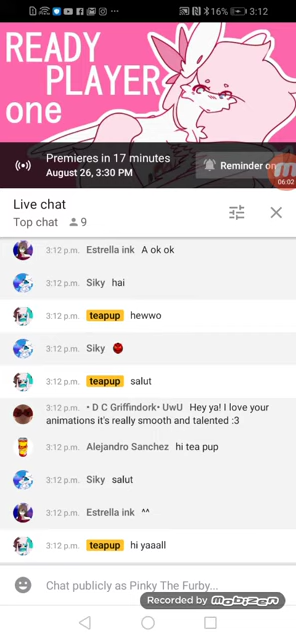 16% 3:12
READY
PLAYER
one
Premieres in 17 minutes
August 26, 3:30 PM
Reminder on
06:02
Live chat
Top chat 9
3:12 p.m. Estrella ink A ok ok
3:12 p.m. Siky hai
3:12 p.m. teapup hewwo
3:12 p.m. Siky
3:12 p.m. teapup salut
3:12 p.m. • D C Griffindork• UwU Hey ya! I love your
animations it's really smooth and talented :3
3:12 p.m. Alejandro Sanchez hi tea pup
3:12 p.m. Siky salut
3:12 p.m. Estrella ink ^^
3:12 p.m. teapup hi yaaall
Chat publicly as Pinky The Furby...
Recorded by Mobizen